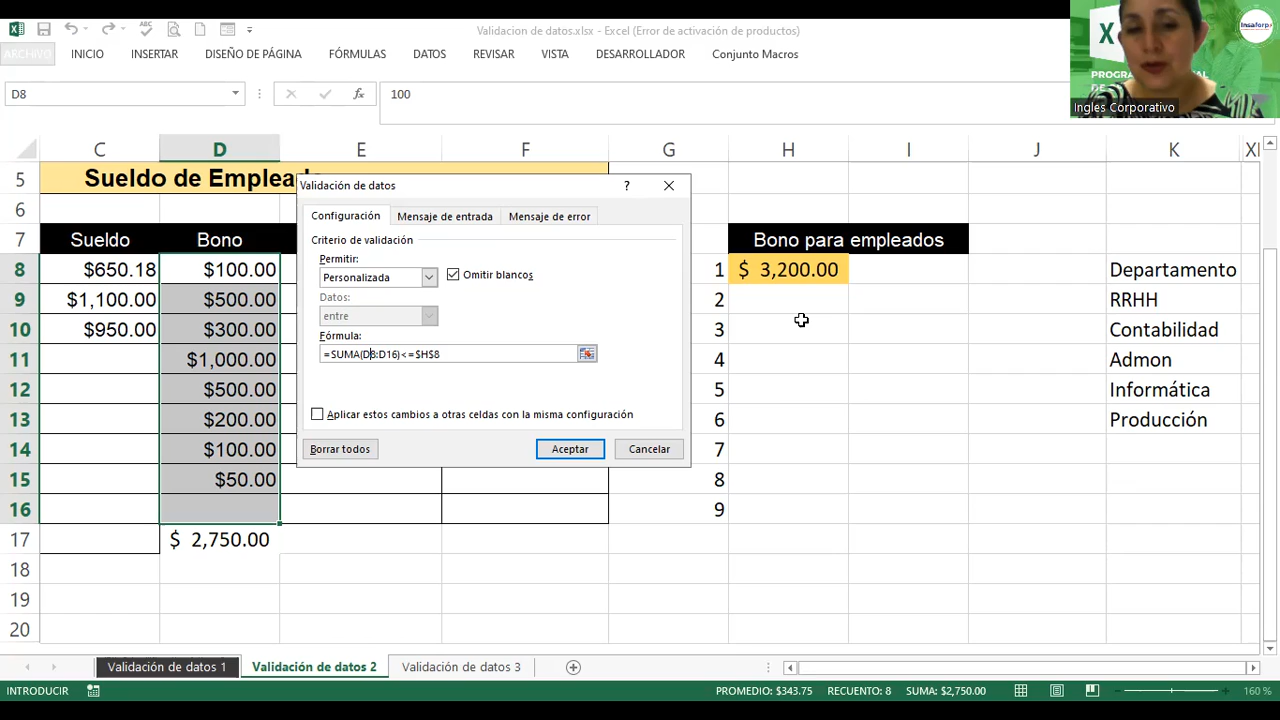 Validacion de datos.xlsx - Excel (Error de activación de productos)
Insaforp
ARCHIVO INICIO INSERTAR DISEÑO DE PÁGINA FÓRMULAS DATOS REVISAR VISTA DESARROLLADOR Conjunto Macros
Ingles Corporativo
D8 fx 100
C D E F G H I J K
5 Sueldo de Emplea
6
7 Sueldo Bono Bono para empleados
8 $650.18 $100.00 1 $ 3,200.00 Departamento
9 $1,100.00 $500.00 2 RRHH
10 $950.00 $300.00 3 Contabilidad
11 $1,000.00 4 Admon
12 $500.00 5 Informática
13 $200.00 6 Producción
14 $100.00 7
15 $50.00 8
16 9
17 $ 2,750.00
18
19
20
Validación de datos ?
Configuración Mensaje de entrada Mensaje de error
Criterio de validación
Permitir:
Personalizada Omitir blancos
Datos:
entre
Fórmula:
=SUMA(D8:D16)<=$H$8
Aplicar estos cambios a otras celdas con la misma configuración
Borrar todos Aceptar Cancelar
Validación de datos 1 Validación de datos 2 Validación de datos 3
INTRODUCIR PROMEDIO: $343.75 RECUENTO: 8 SUMA: $2,750.00 160 %